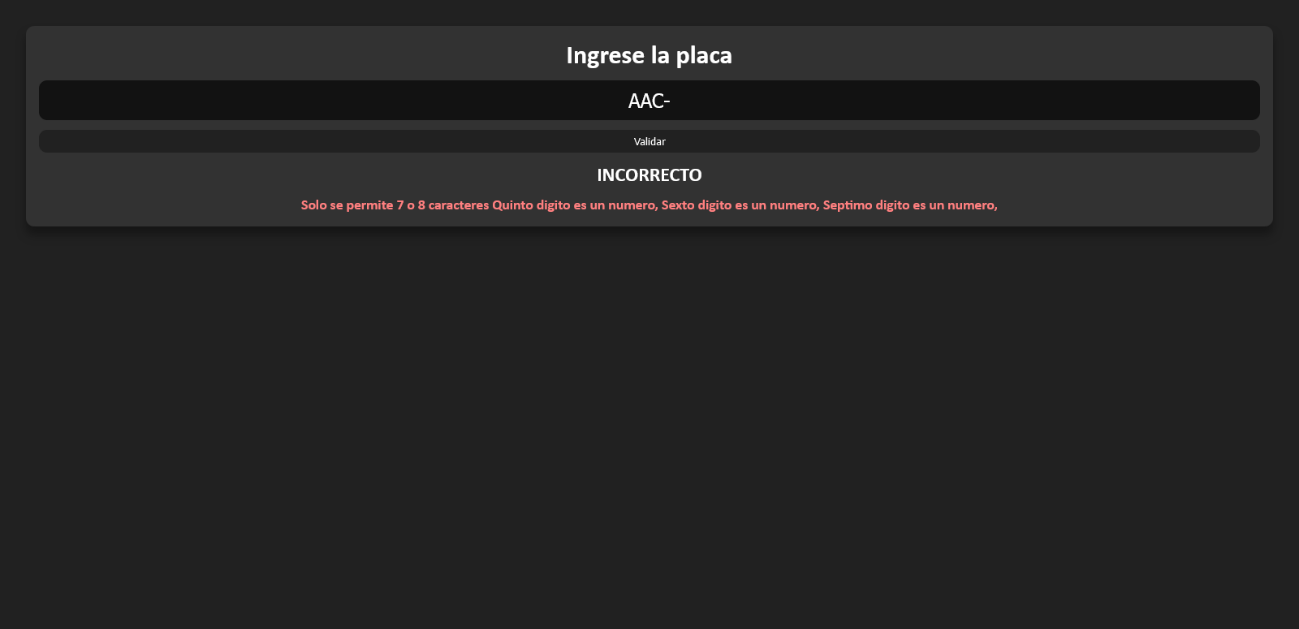 Ingrese la placa
AAC-
Validar
INCORRECTO
Solo se permite 7 o 8 caracteres Quinto digito es un numero, Sexto digito es un numero, Septimo digito es un numero,